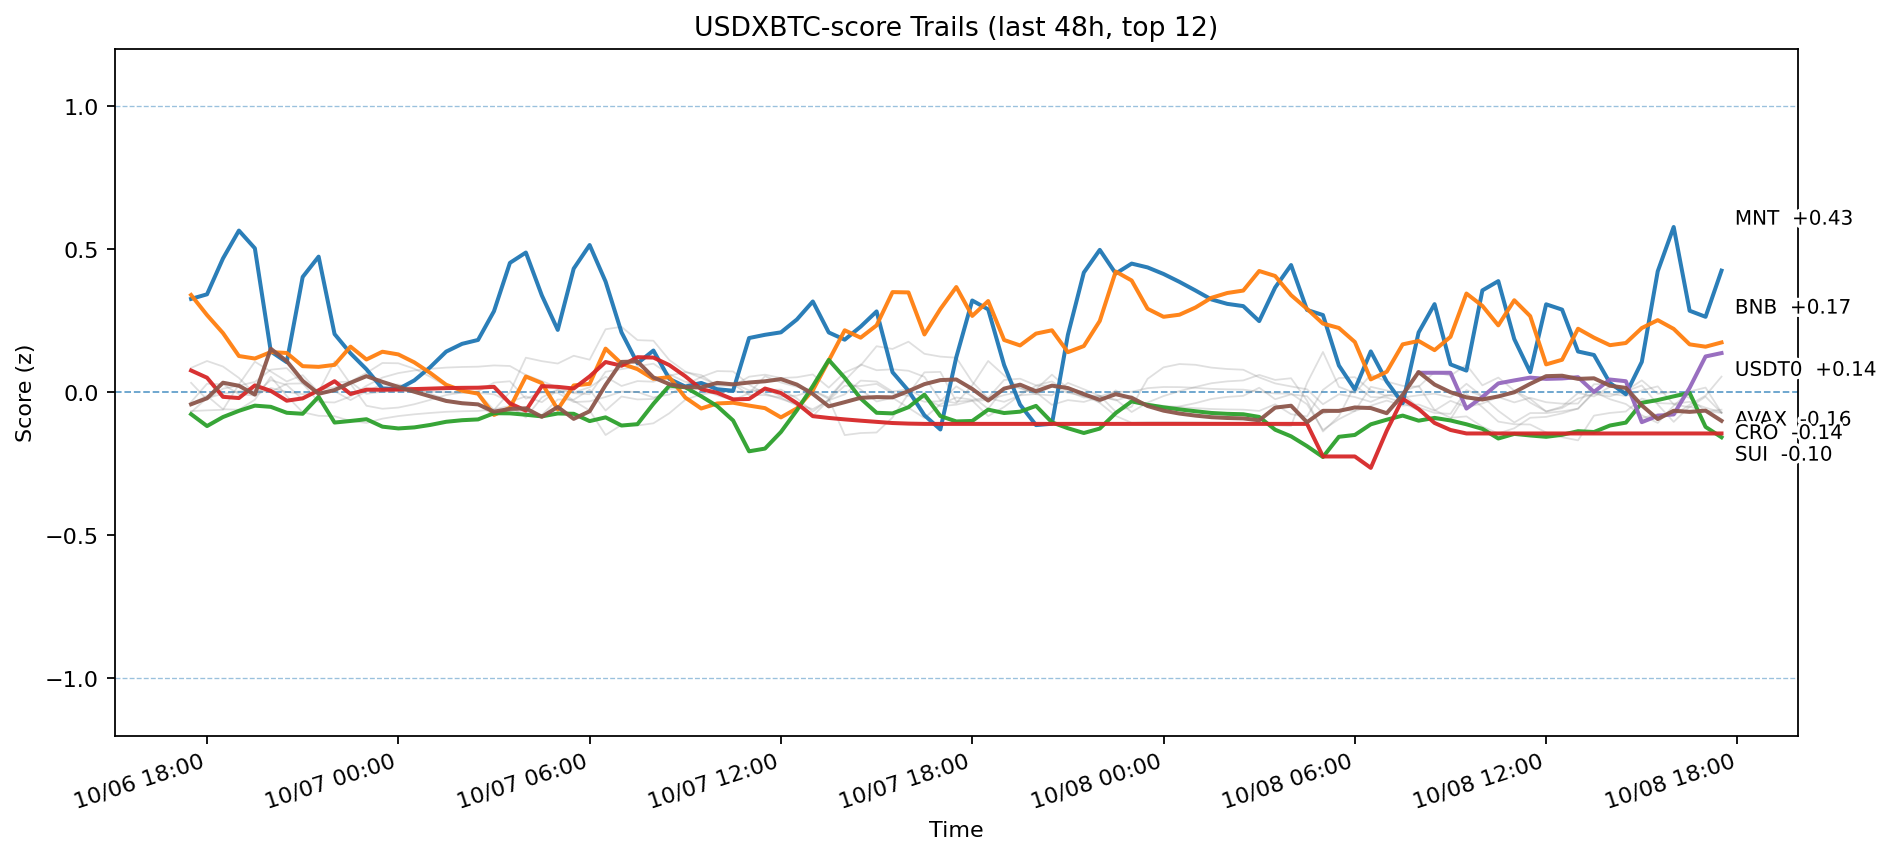 USDXBTC-score Trails (last 48h, top 12)
Score (z)
1.0
0.5
0.0
−0.5
−1.0
MNT +0.43
BNB +0.17
USDT0 +0.14
AVAX -0.16
CRO -0.14
SUI -0.10
10/06 18:00
10/07 00:00
10/07 06:00
10/07 12:00
10/07 18:00
10/08 00:00
10/08 06:00
10/08 12:00
10/08 18:00
Time